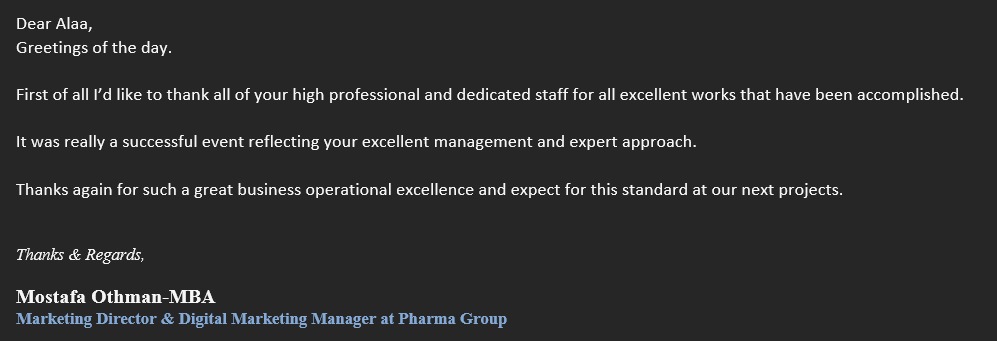 Dear Alaa,
Greetings of the day.
First of all I’d like to thank all of your high professional and dedicated staff for all excellent works that have been accomplished.
It was really a successful event reflecting your excellent management and expert approach.
Thanks again for such a great business operational excellence and expect for this standard at our next projects.
Thanks & Regards,
Mostafa Othman-MBA
Marketing Director & Digital Marketing Manager at Pharma Group